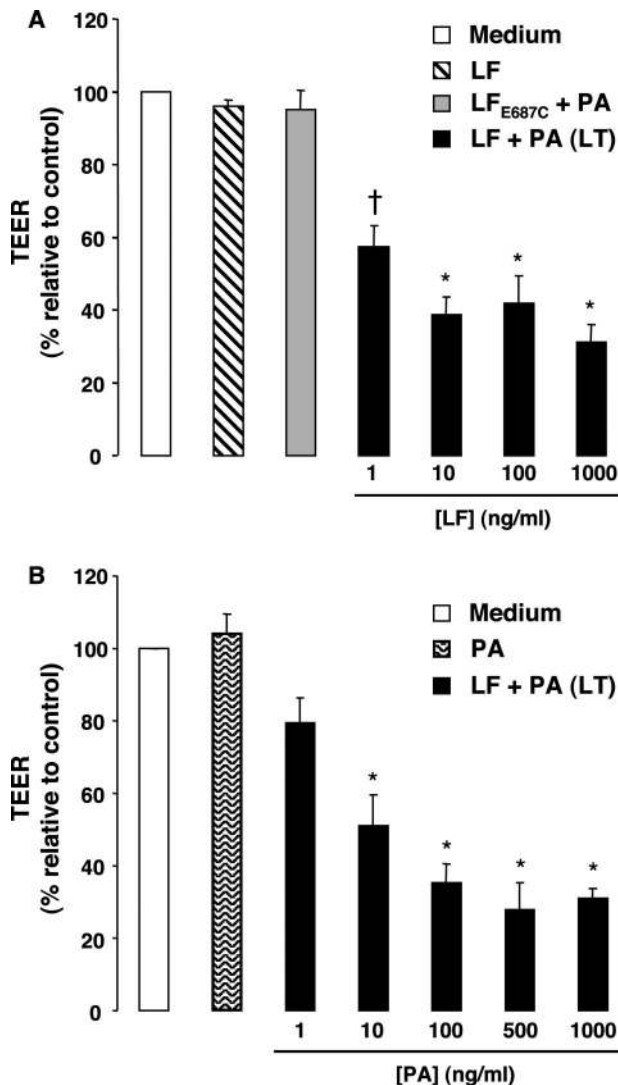 A
120
100
80
60
40
20
0
TEER
(% relative to control)
Medium
LF
LF_E687C + PA
LF + PA (LT)
†
*
*
*
1 10 100 1000
[LF] (ng/ml)
B
120
100
80
60
40
20
0
TEER
(% relative to control)
Medium
PA
LF + PA (LT)
*
*
*
*
1 10 100 500 1000
[PA] (ng/ml)